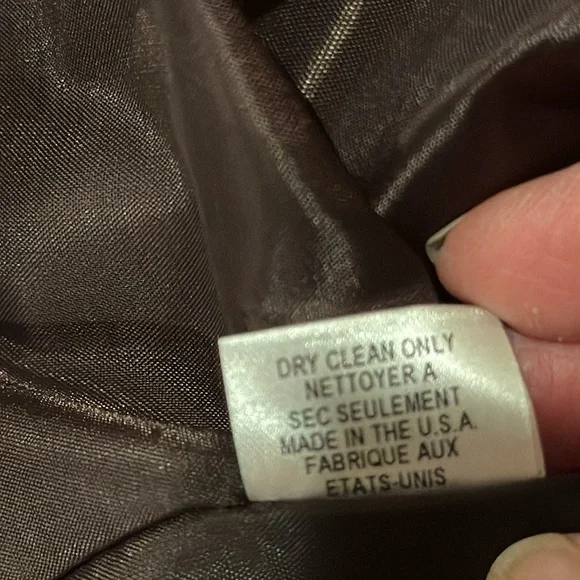 DRY CLEAN ONLY
NETTOYER A
SEC SEULEMENT
MADE IN THE U.S.A.
FABRIQUE AUX
ETATS-UNIS